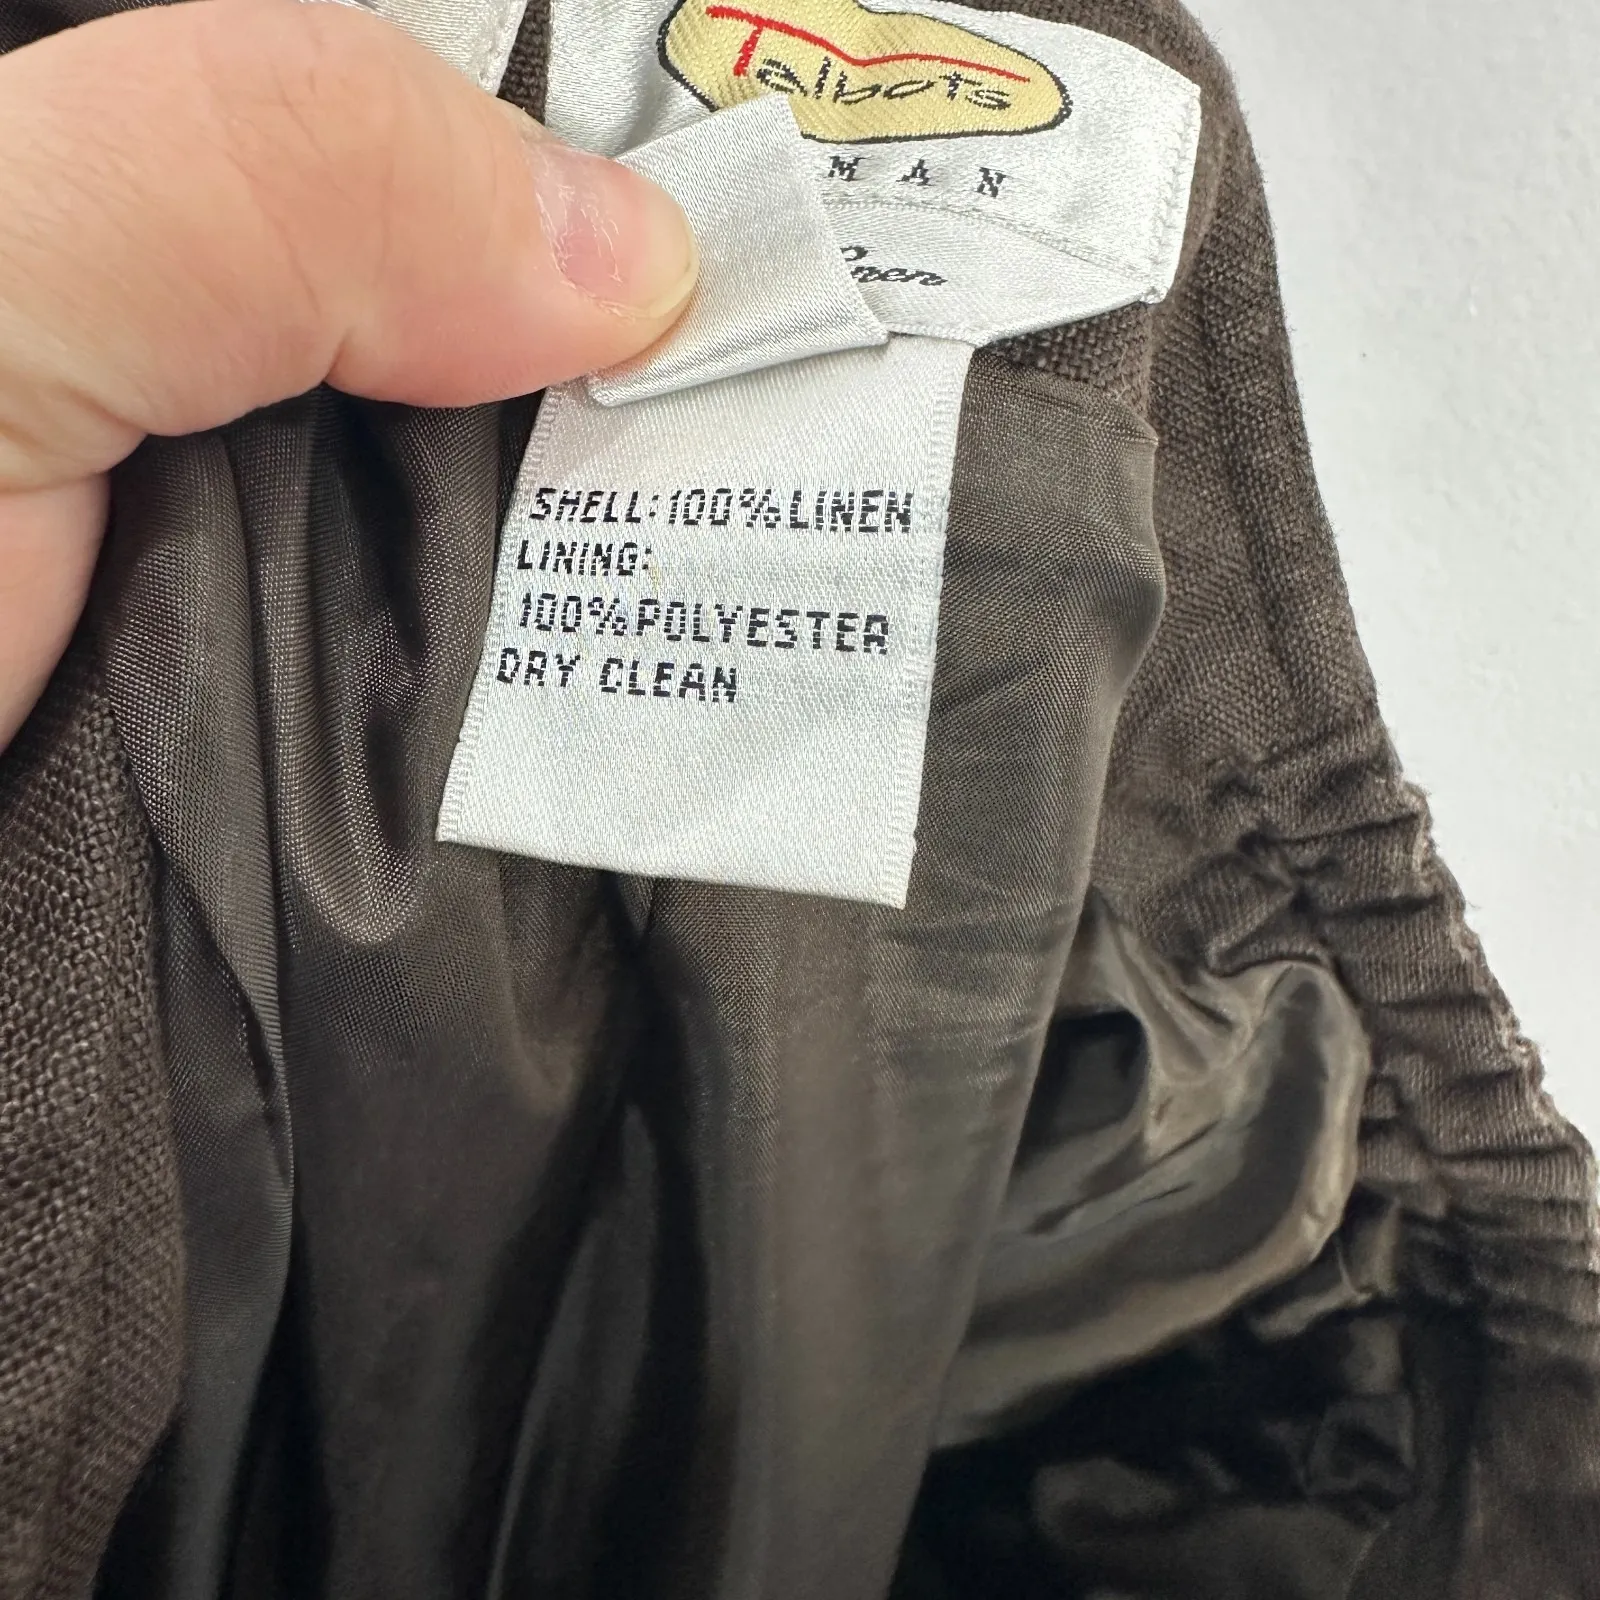 Talbots
MAN
SHELL: 100% LINEN
LINING:
100% POLYESTER
DRY CLEAN